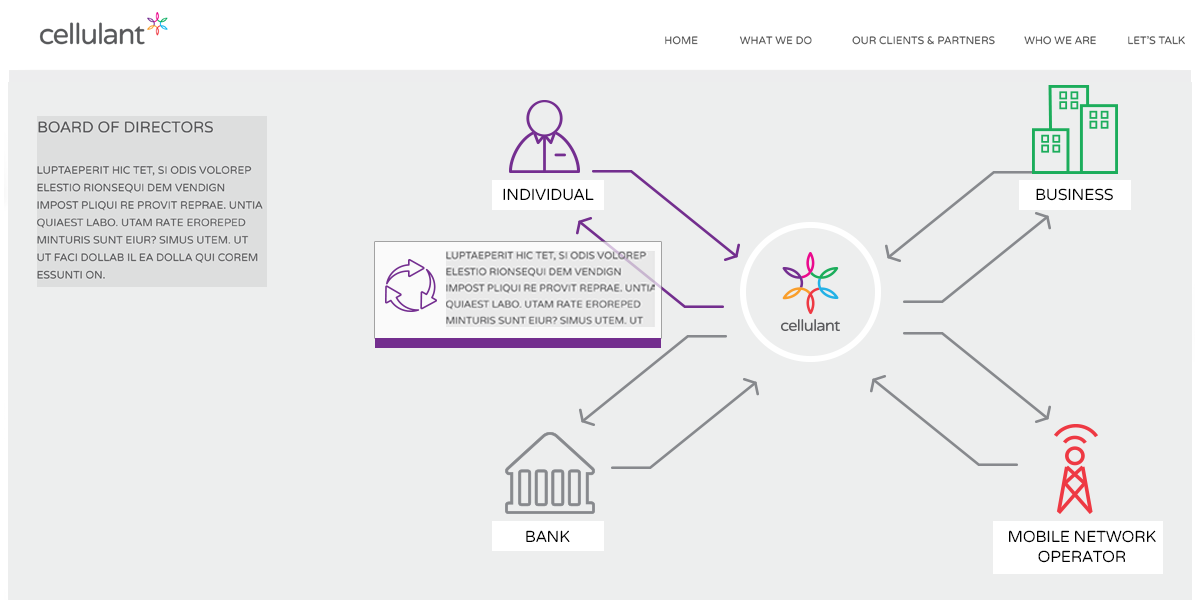 cellulant
HOME
WHAT WE DO
OUR CLIENTS & PARTNERS
WHO WE ARE
LET'S TALK
BOARD OF DIRECTORS
LUPTAEPERIT HIC TET, SI ODIS VOLOREP
ELESTIO RIONSEQUI DEM VENDIGN
IMPOST PLIQUI RE PROVIT REPRAE. UNTIA
QUIAEST LABO. UTAM RATE EROREPED
MINTURIS SUNT EIUR? SIMUS UTEM. UT
UT FACI DOLLAB IL EA DOLLA QUI COREM
ESSUNTI ON.
INDIVIDUAL
BUSINESS
LUPTAEPERIT HIC TET, SI ODIS VOLOREP
ELESTIO RIONSEQUI DEM VENDIGN
IMPOST PLIQUI RE PROVIT REPRAE. UNTIA
QUIAEST LABO. UTAM RATE EROREPED
MINTURIS SUNT EIUR? SIMUS UTEM. UT
cellulant
BANK
MOBILE NETWORK
OPERATOR